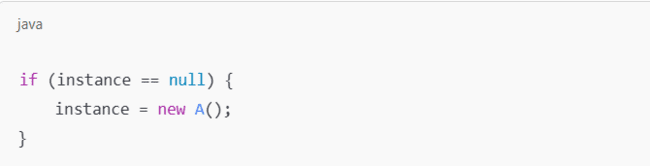 java
if (instance == null) {
    instance = new A();
}